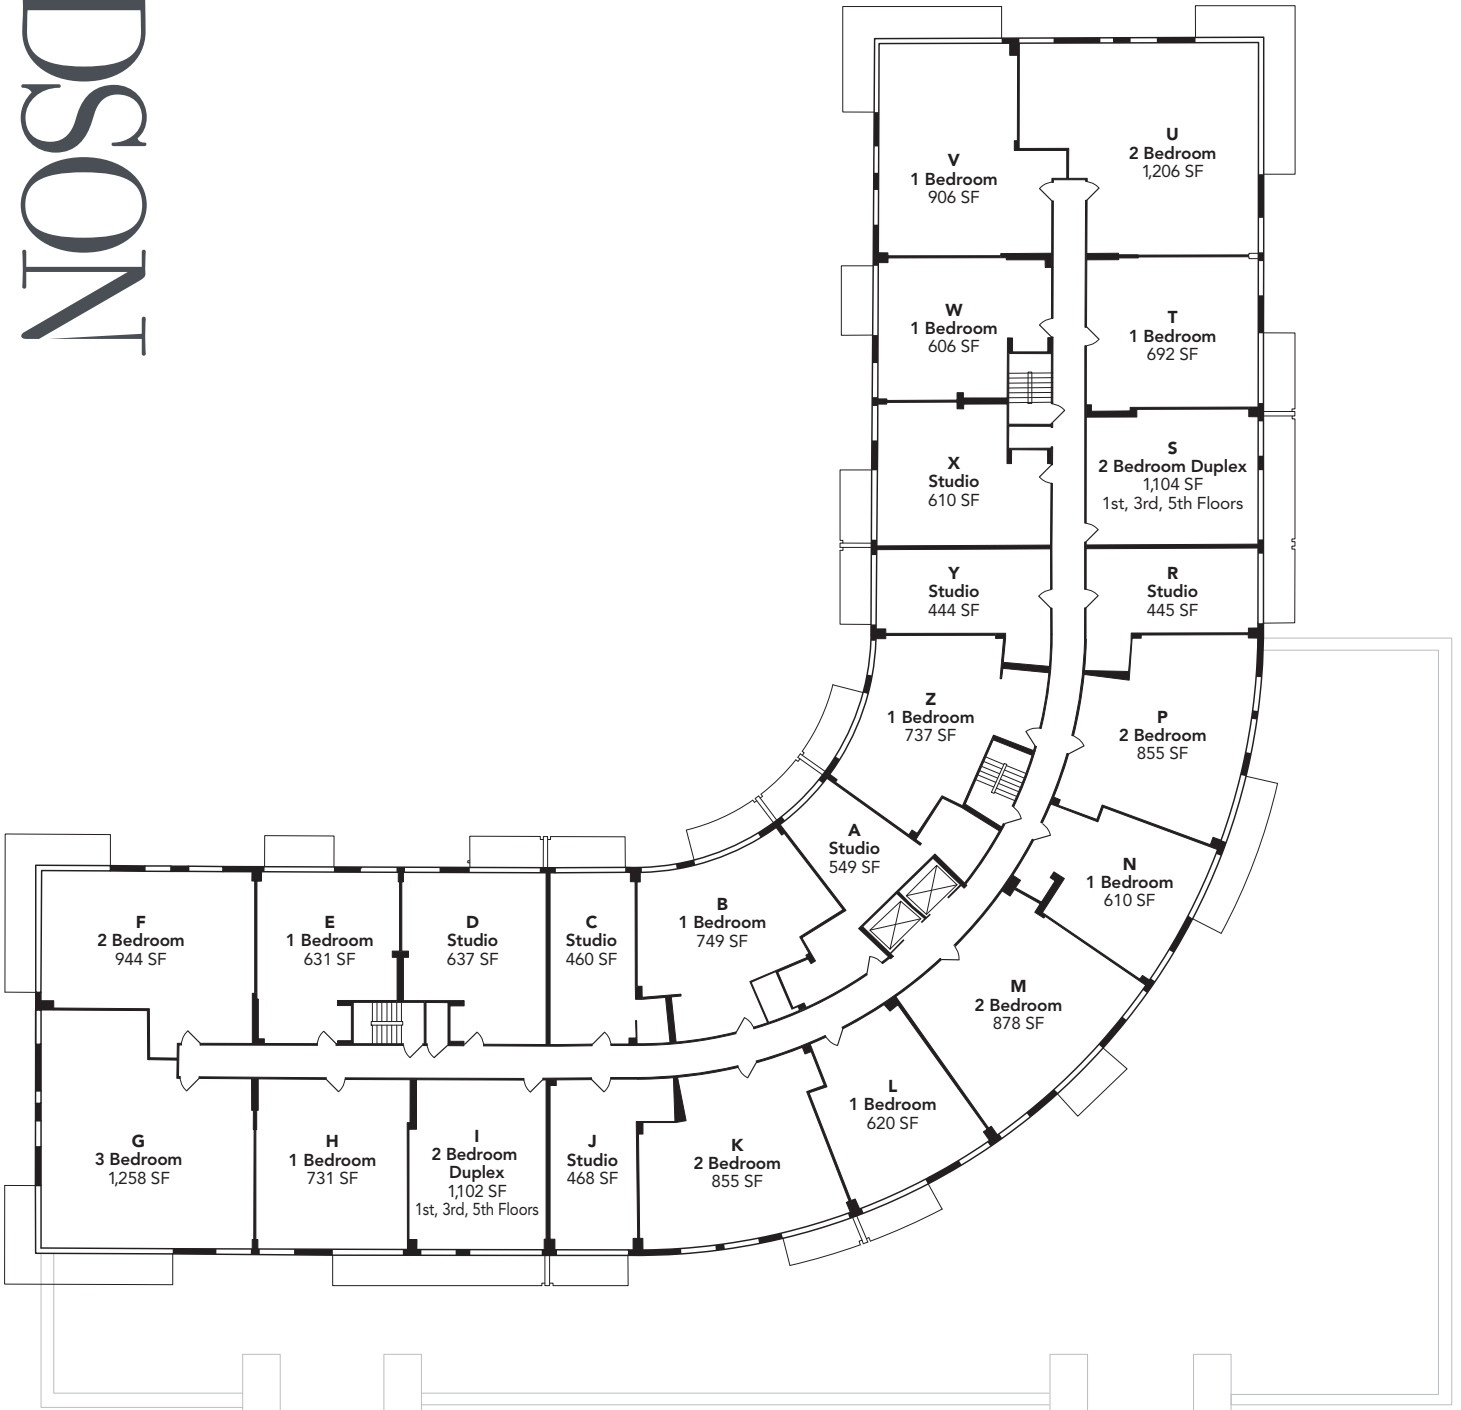 DSON
U
2 Bedroom
1,206 SF
V
1 Bedroom
906 SF
W
1 Bedroom
606 SF
T
1 Bedroom
692 SF
X
Studio
610 SF
S
2 Bedroom Duplex
1,104 SF
1st, 3rd, 5th Floors
Y
Studio
444 SF
R
Studio
445 SF
Z
1 Bedroom
737 SF
P
2 Bedroom
855 SF
A
Studio
549 SF
N
1 Bedroom
610 SF
F
2 Bedroom
944 SF
E
1 Bedroom
631 SF
D
Studio
637 SF
C
Studio
460 SF
B
1 Bedroom
749 SF
M
2 Bedroom
878 SF
G
3 Bedroom
1,258 SF
H
1 Bedroom
731 SF
I
2 Bedroom
Duplex
1,102 SF
1st, 3rd, 5th Floors
J
Studio
468 SF
K
2 Bedroom
855 SF
L
1 Bedroom
620 SF